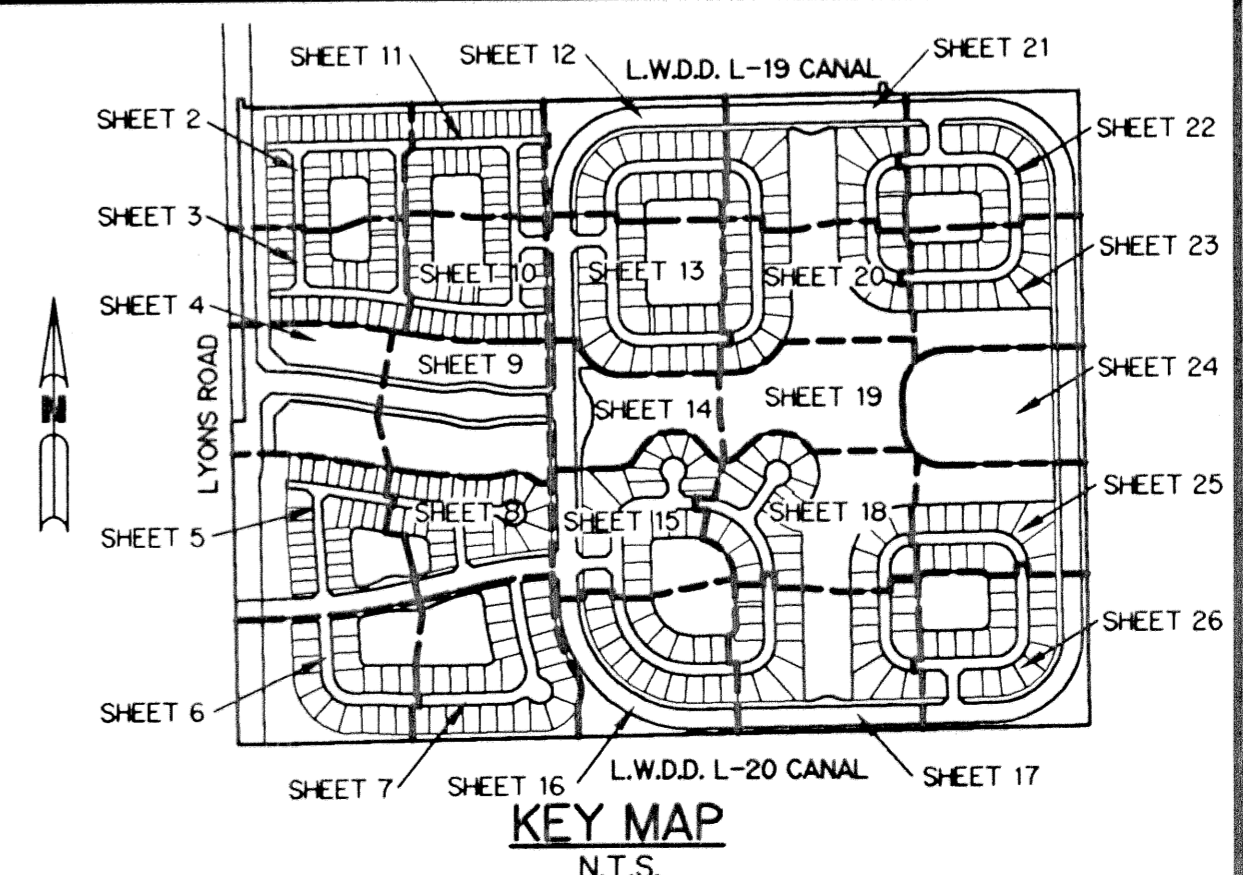 SHEET 11
SHEET 12
SHEET 21
L.W.D.D. L-19 CANAL
SHEET 2
SHEET 22
SHEET 3
SHEET 23
SHEET 10
SHEET 13
SHEET 20
SHEET 4
SHEET 9
SHEET 24
LYONS ROAD
N
SHEET 14
SHEET 19
SHEET 25
SHEET 5
SHEET 8
SHEET 15
SHEET 18
SHEET 26
SHEET 6
SHEET 7
SHEET 16
L.W.D.D. L-20 CANAL
SHEET 17
KEY MAP
N.T.S.